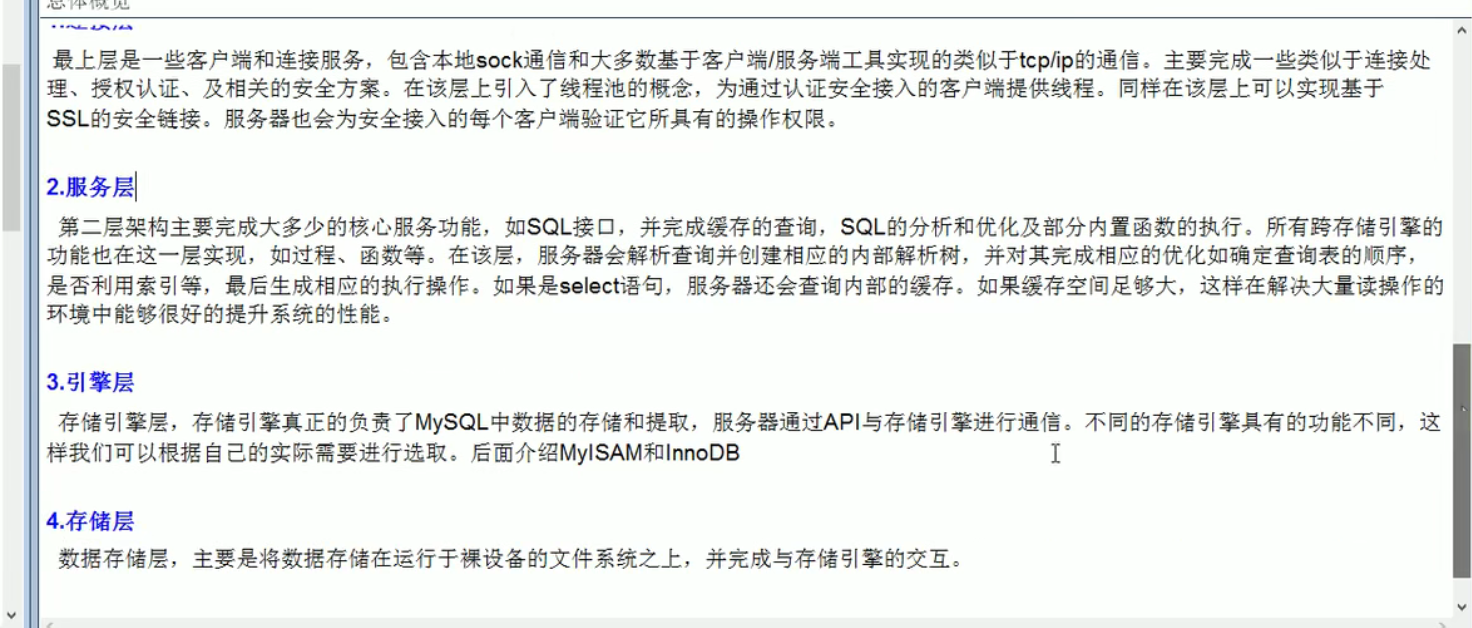 总体概览
1.连接层
最上层是一些客户端和连接服务，包含本地sock通信和大多数基于客户端/服务端工具实现的类似于tcp/ip的通信。主要完成一些类似于连接处
理、授权认证、及相关的安全方案。在该层上引入了线程池的概念，为通过认证安全接入的客户端提供线程。同样在该层上可以实现基于
SSL的安全链接。服务器也会为安全接入的每个客户端验证它所具有的操作权限。
2.服务层
第二层架构主要完成大多少的核心服务功能，如SQL接口，并完成缓存的查询，SQL的分析和优化及部分内置函数的执行。所有跨存储引擎的
功能也在这一层实现，如过程、函数等。在该层，服务器会解析查询并创建相应的内部解析树，并对其完成相应的优化如确定查询表的顺序，
是否利用索引等，最后生成相应的执行操作。如果是select语句，服务器还会查询内部的缓存。如果缓存空间足够大，这样在解决大量读操作的
环境中能够很好的提升系统的性能。
3.引擎层
存储引擎层，存储引擎真正的负责了MySQL中数据的存储和提取，服务器通过API与存储引擎进行通信。不同的存储引擎具有的功能不同，这
样我们可以根据自己的实际需要进行选取。后面介绍MyISAM和InnoDB
4.存储层
数据存储层，主要是将数据存储在运行于裸设备的文件系统之上，并完成与存储引擎的交互。